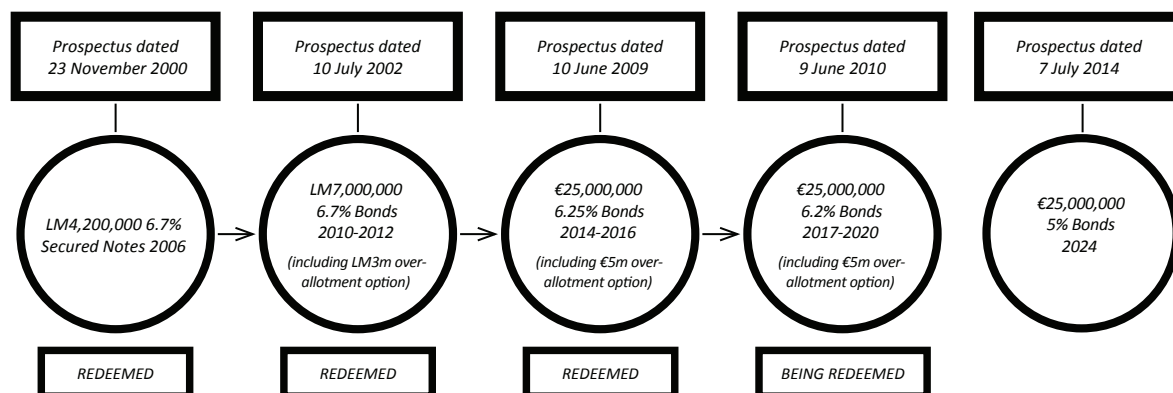 Prospectus dated
23 November 2000
Prospectus dated
10 July 2002
Prospectus dated
10 June 2009
Prospectus dated
9 June 2010
Prospectus dated
7 July 2014
LM4,200,000 6.7%
Secured Notes 2006
LM7,000,000
6.7% Bonds
2010-2012
(including LM3m over-
allotment option)
€25,000,000
6.25% Bonds
2014-2016
(including €5m over-
allotment option)
€25,000,000
6.2% Bonds
2017-2020
(including €5m over-
allotment option)
€25,000,000
5% Bonds
2024
REDEEMED
REDEEMED
REDEEMED
BEING REDEEMED